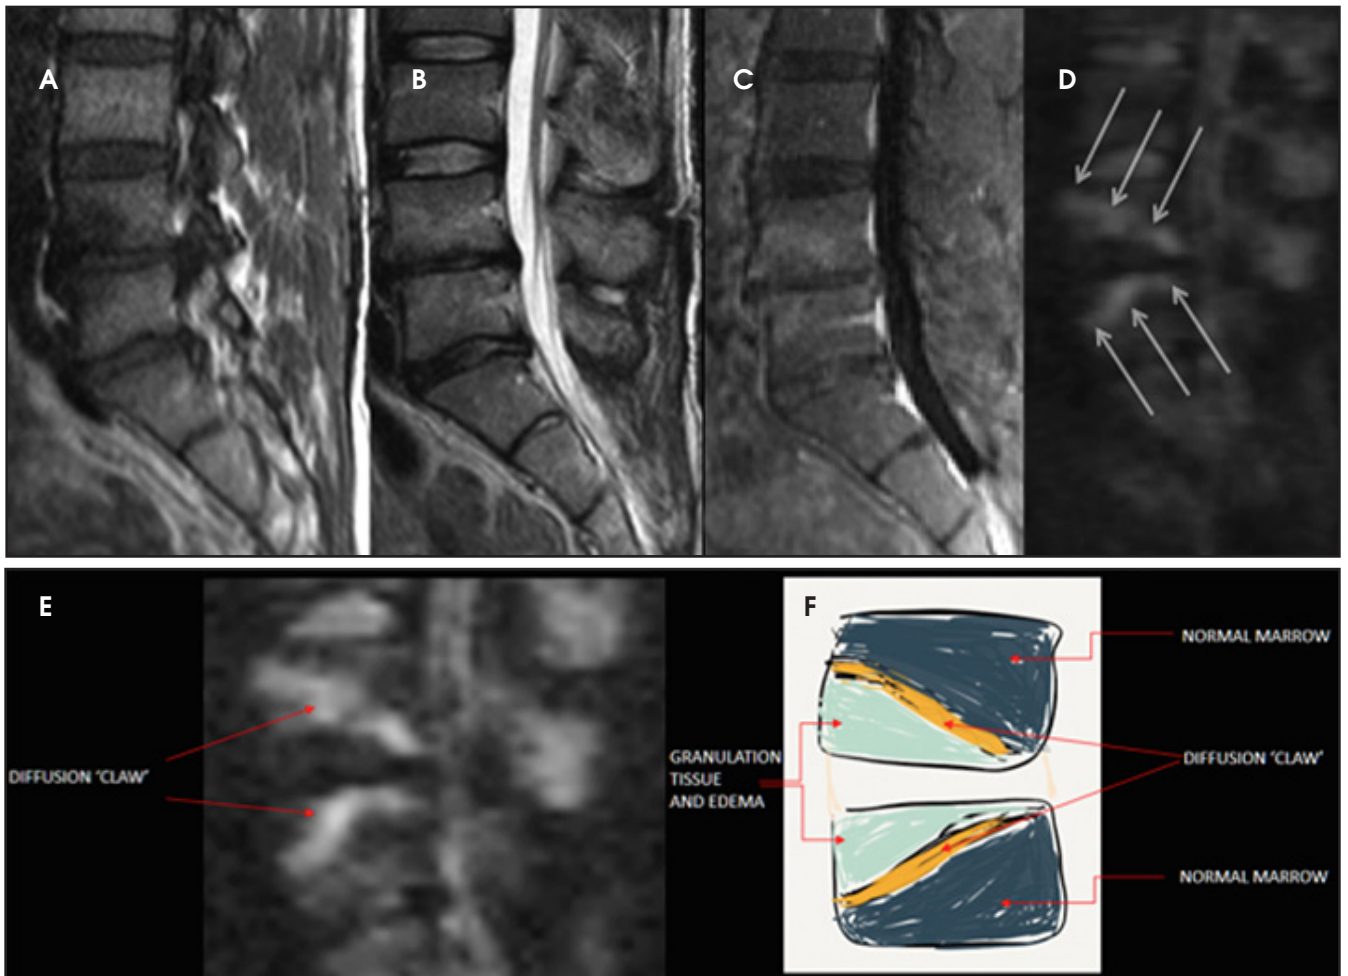 A
B
C
D
E
DIFFUSION "CLAW"
F
NORMAL MARROW
GRANULATION
TISSUE
AND EDEMA
DIFFUSION "CLAW"
NORMAL MARROW